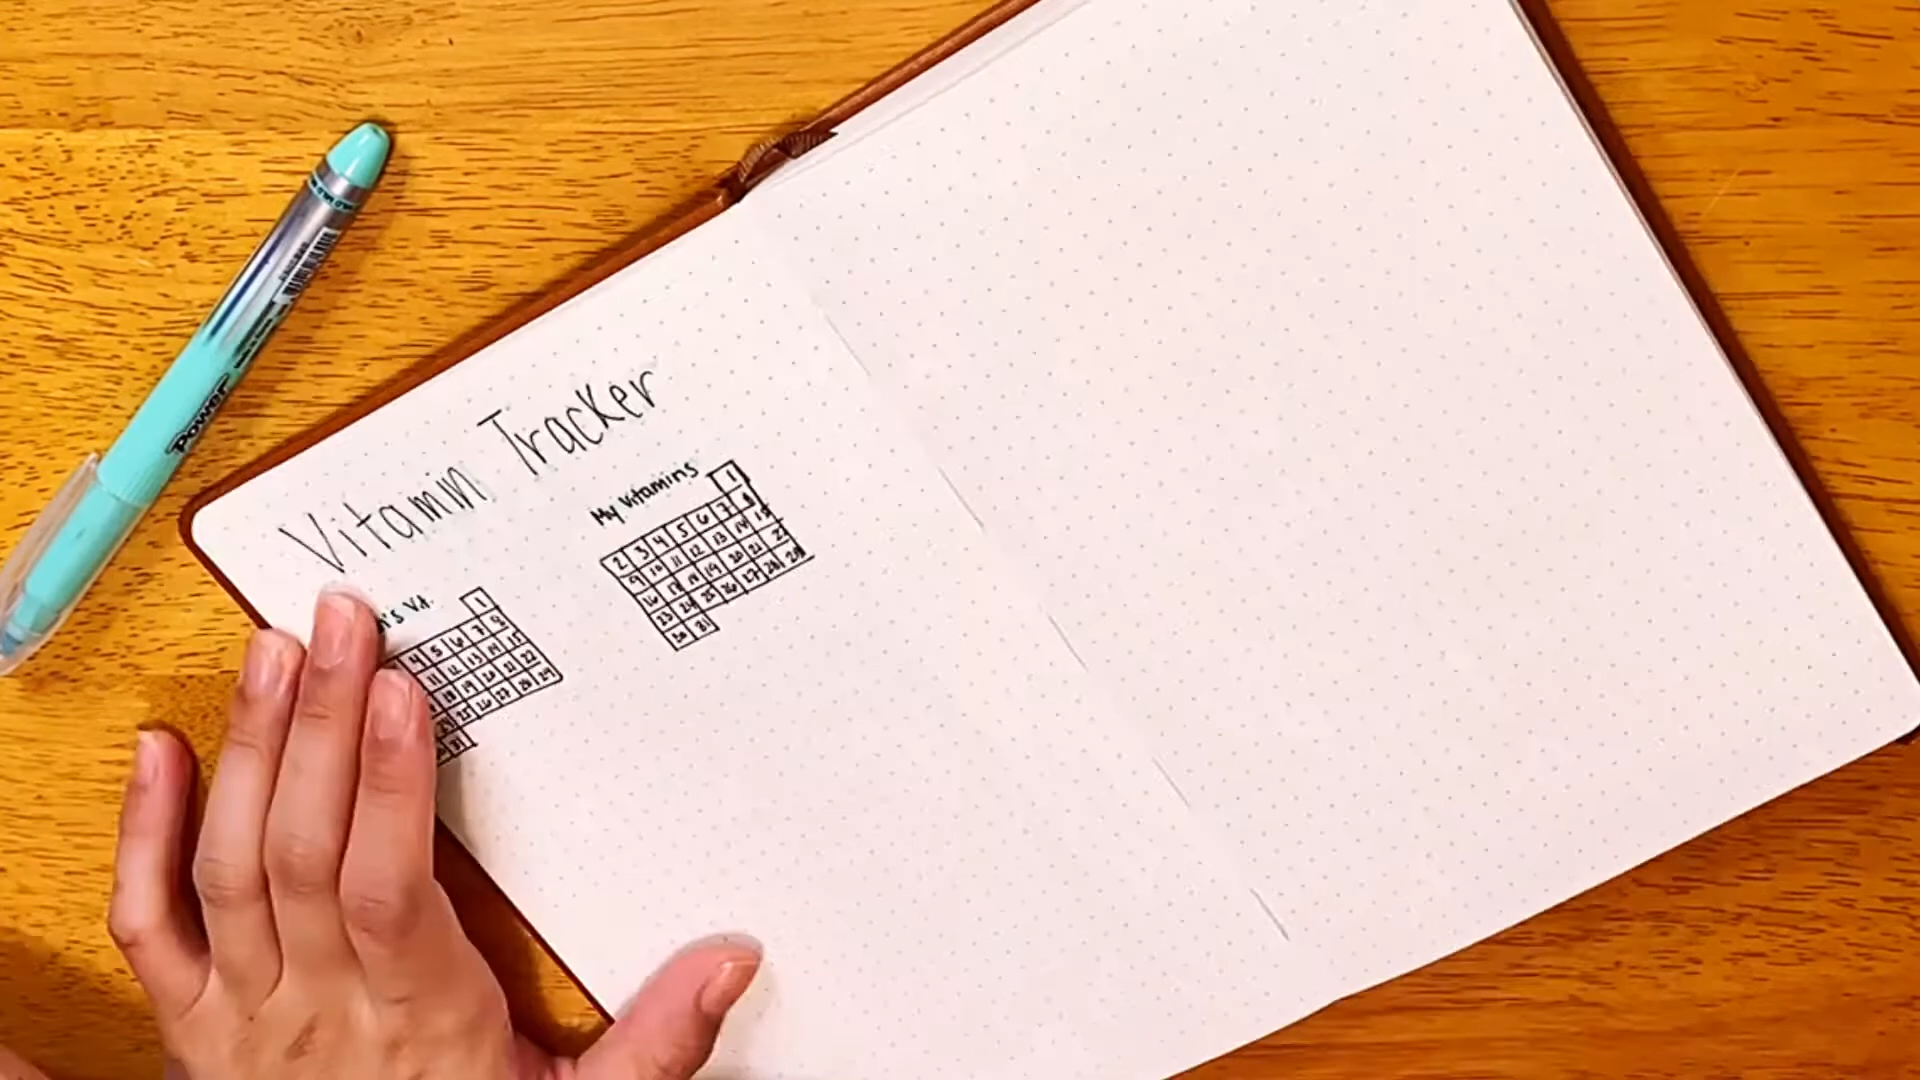 Vitamin Tracker
My Vitamins
1
2 3 4 5 6 7 8
9 10 11 12 13 14 15
16 17 18 19 20 21 22
23 24 25 26 27 28 29
30 31
's Vit.
1
4 5 6 7 8
11 12 13 14 15
18 19 20 21 22
25 26 27 28 29
31
Power